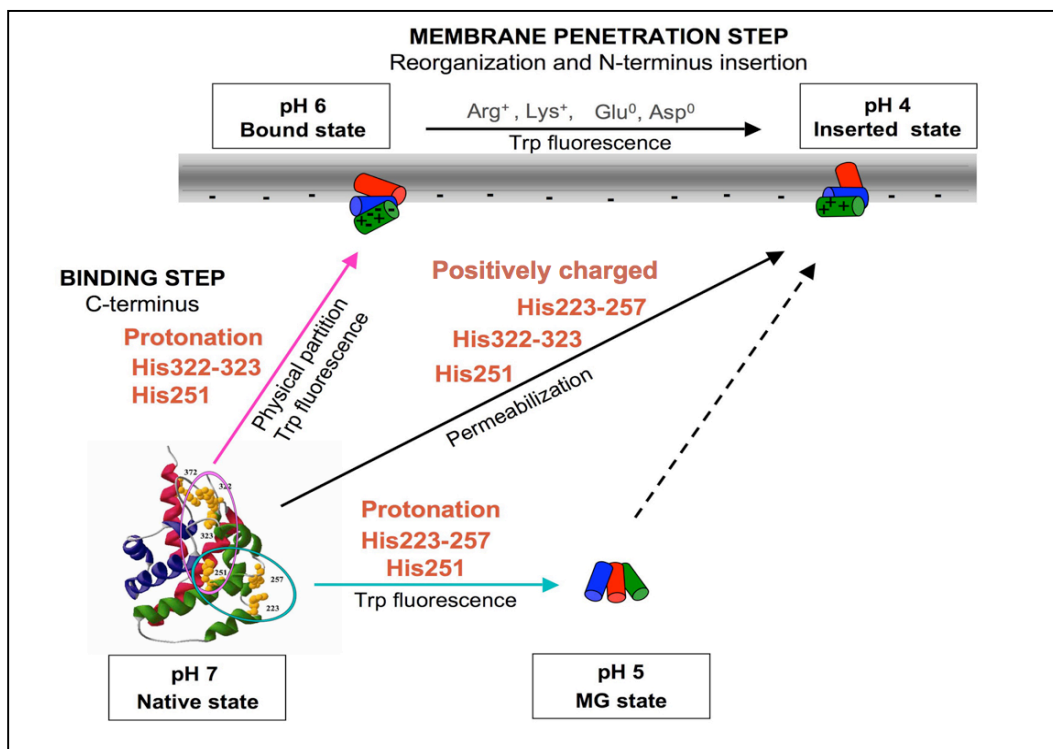 MEMBRANE PENETRATION STEP
Reorganization and N-terminus insertion
pH 6
Bound state
Arg⁺ , Lys⁺, Glu⁰, Asp⁰
Trp fluorescence
pH 4
Inserted state
- - - - - - - - - - - -
+ - + - + -
+ + + +
BINDING STEP
C-terminus
Protonation
His322-323
His251
Physical partition
Trp fluorescence
Positively charged
His223-257
His322-323
His251
Permeabilization
372
322
323
251
257
223
Protonation
His223-257
His251
Trp fluorescence
pH 7
Native state
pH 5
MG state